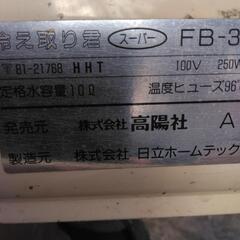 冷え取り君 スーパー FB-3
〒81-21768 HHT 100V 250W
定格水容量10ℓ 温度ヒューズ96℃
発売元 株式会社 高陽社 A
製造元 株式会社 日立ホームテック